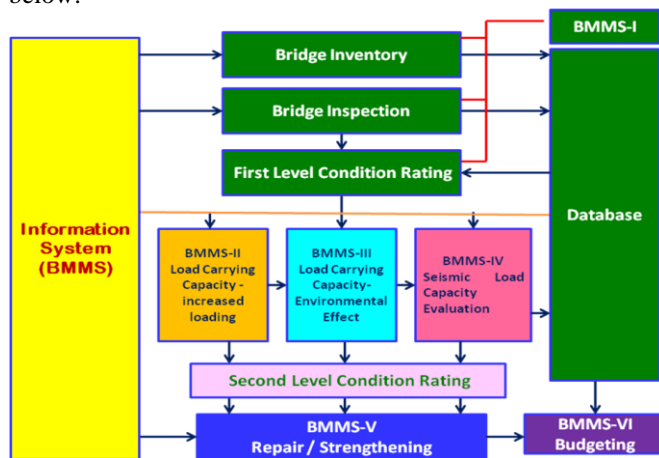 below:
BMMS-I
Bridge Inventory
Bridge Inspection
First Level Condition Rating
Information
System
(BMMS)
Database
BMMS-II
Load Carrying
Capacity -
increased
loading
BMMS-III
Load Carrying
Capacity-
Environmental
Effect
BMMS-IV
Seismic Load
Capacity
Evaluation
Second Level Condition Rating
BMMS-V
Repair / Strengthening
BMMS-VI
Budgeting